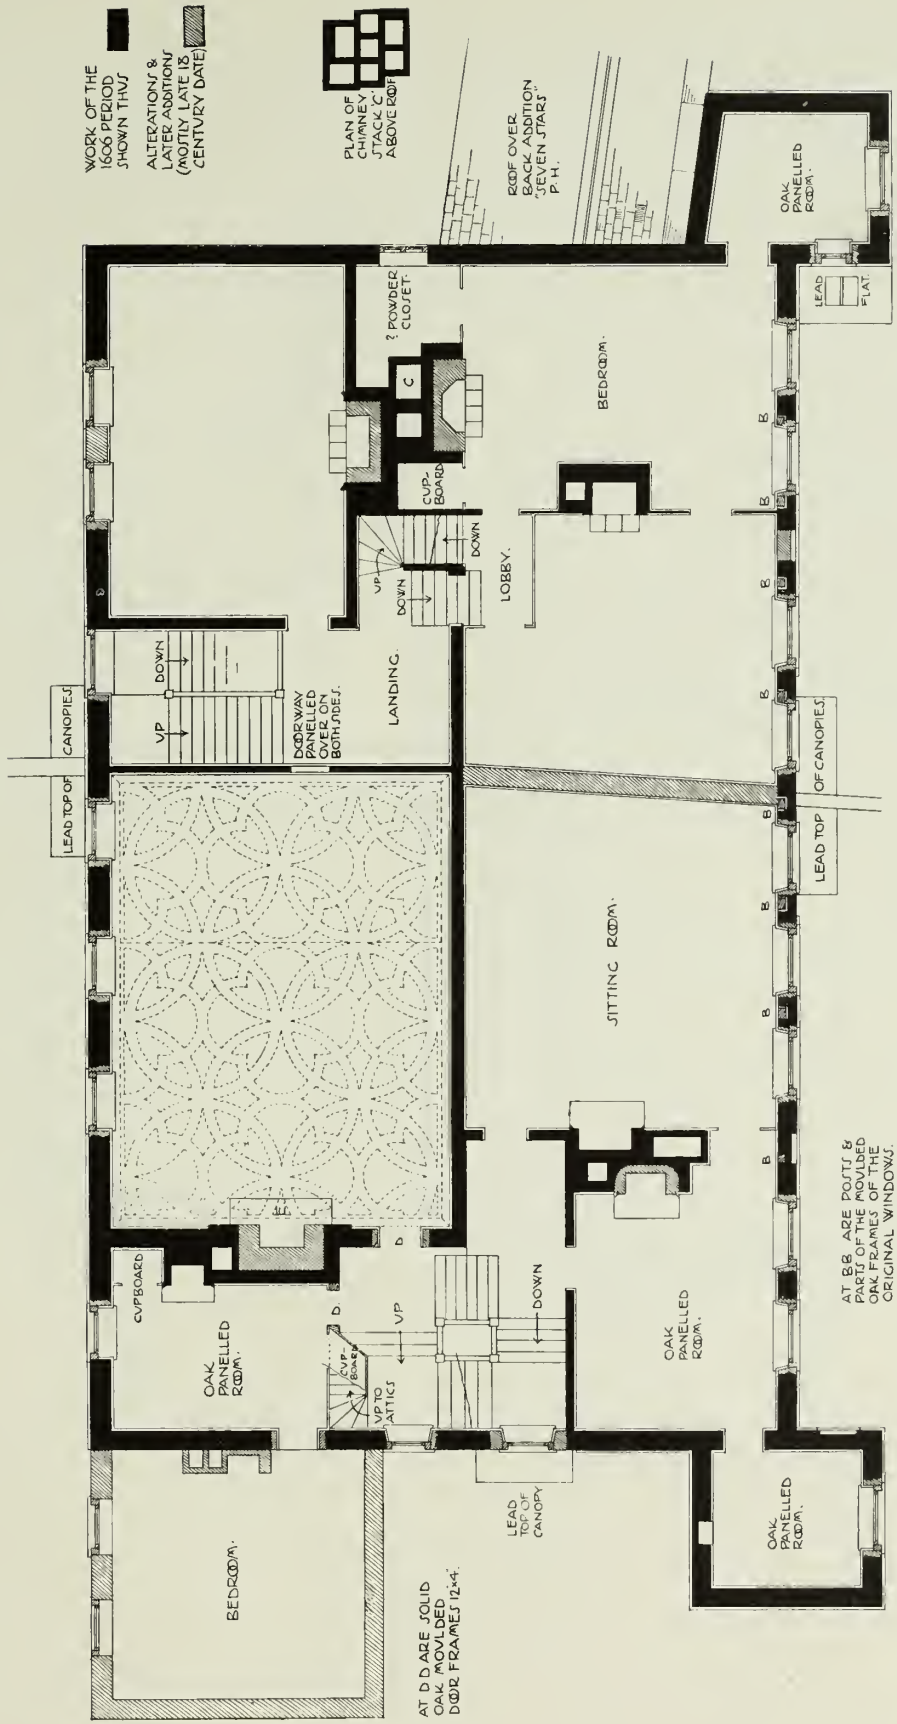 WORK OF THE
1606 PERIOD
SHOWN THVS
ALTERATIONS &
LATER ADDITIONS
(MOSTLY LATE 18
CENTURY DATE)
PLAN OF
CHIMNEY
STACK 'C'
ABOVE ROOF
ROOF OVER
BACK ADDITION
"SEVEN STARS"
P. H.
OAK
PANELLED
ROOM.
LEAD
FLAT.
? POWDER
CLOSET.
C
CUP-
BOARD
BEDROOM.
B
B
B
B
B
B
B
B
UP
DOWN
DOWN
LOBBY.
LEAD TOP OF CANOPIES.
UP
DOWN
DOORWAY
PANELLED
OVER ON
BOTH SIDES.
LANDING.
LEAD TOP OF CANOPIES.
SITTING ROOM.
E
D
CUPBOARD
OAK
PANELLED
ROOM.
D.
CUP-
BOARD
UP TO
ATTICS
UP
DOWN
OAK
PANELLED
ROOM.
AT BB ARE POSTS &
PARTS OF THE MOULDED
OAK FRAMES OF THE
ORIGINAL WINDOWS.
BEDROOM.
LEAD
TOP OF
CANOPY
OAK
PANELLED
ROOM.
AT D D ARE SOLID
OAK MOVLDED
DOOR FRAMES 12"x4".